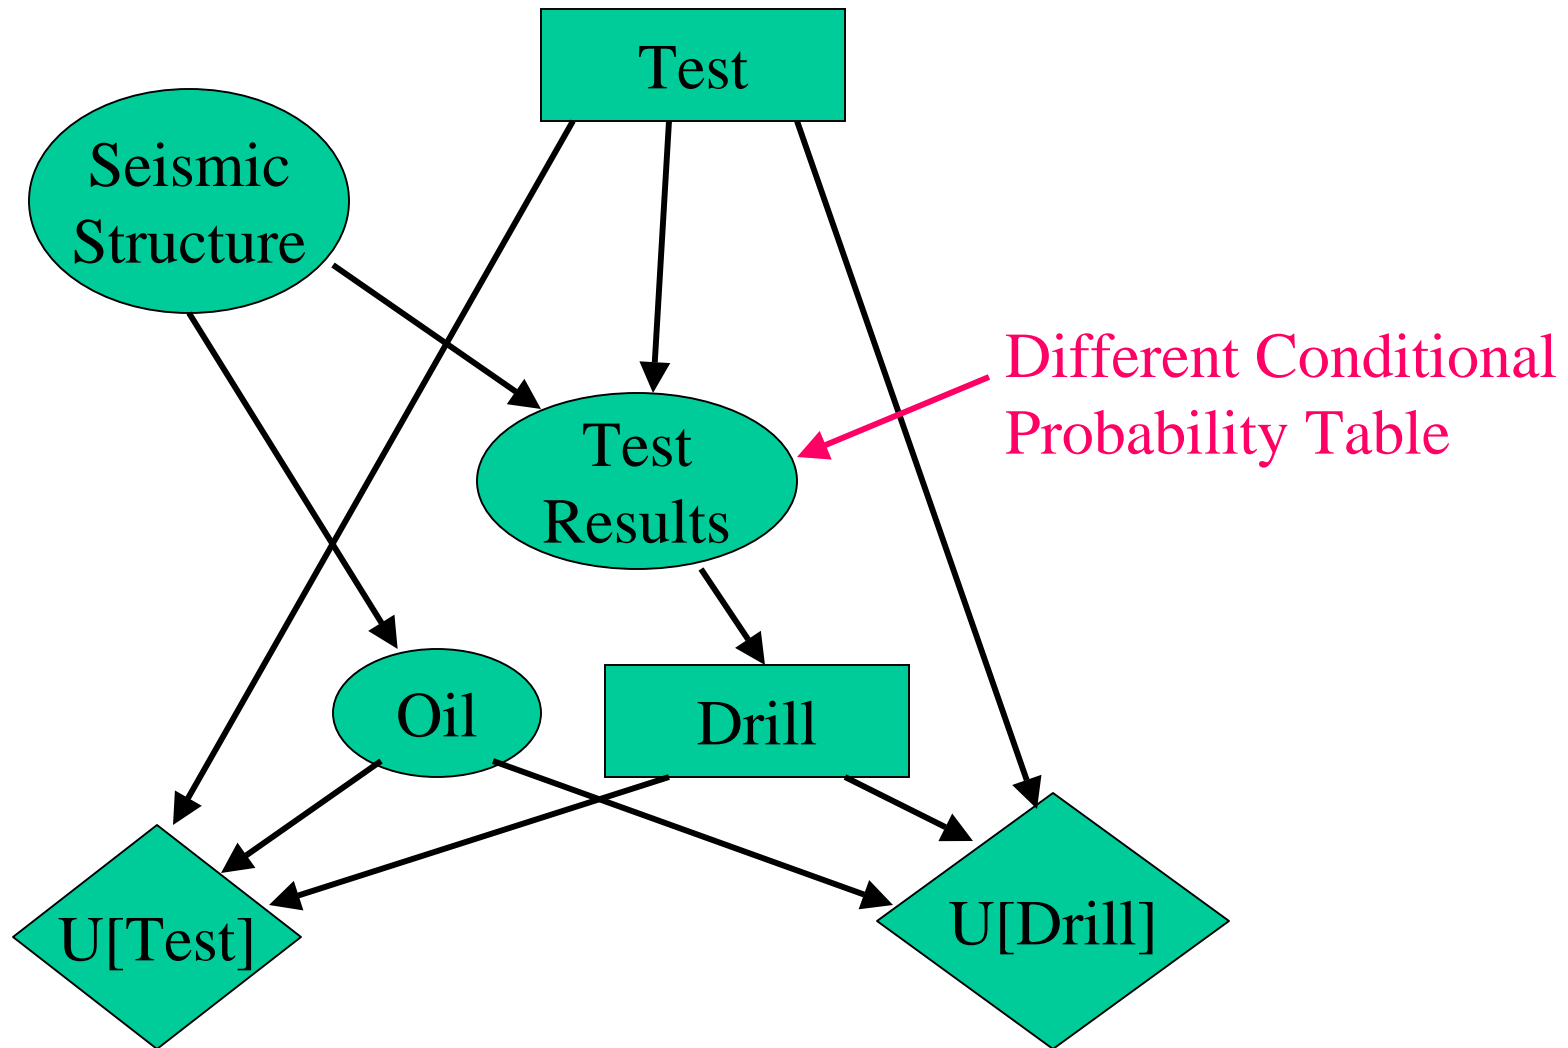 Test
Seismic
Structure
Different Conditional
Probability Table
Test
Results
Oil
Drill
U[Test]
U[Drill]